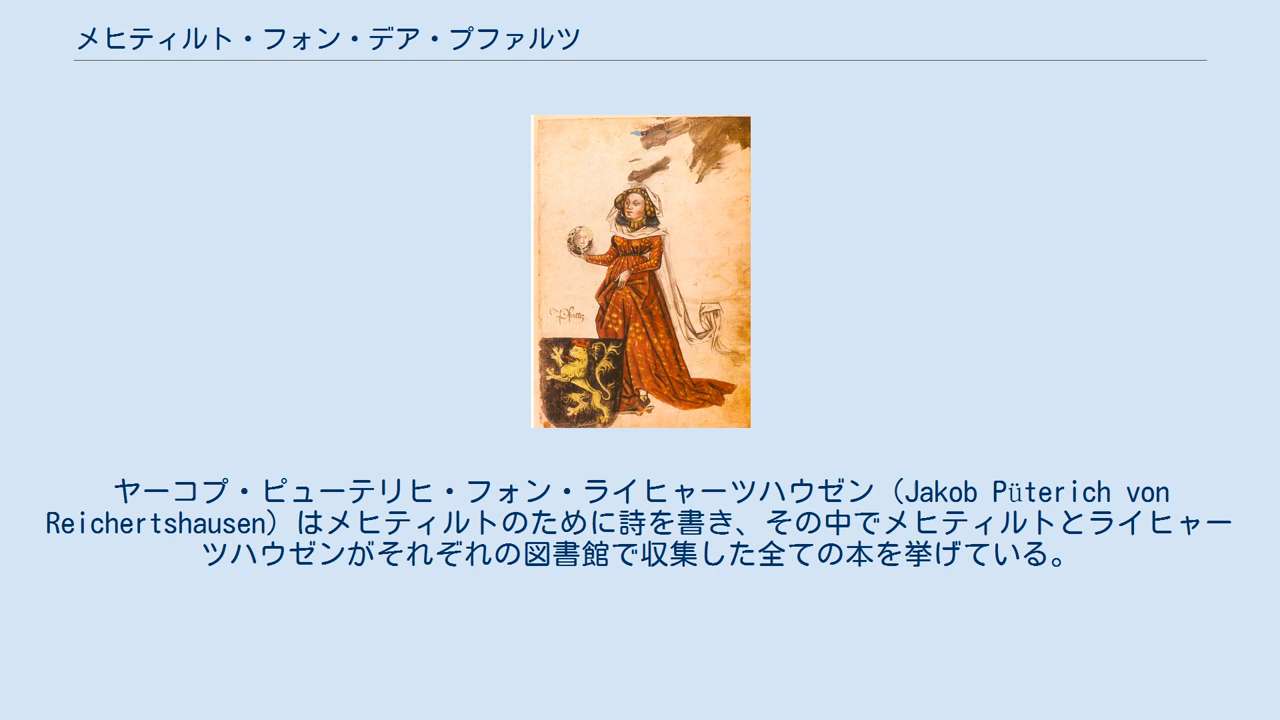 メヒティルト・フォン・デア・プファルツ
ヤーコプ・ピューテリヒ・フォン・ライヒャーツハウゼン（Jakob Püterich von
Reichertshausen）はメヒティルトのために詩を書き、その中でメヒティルトとライヒャー
ツハウゼンがそれぞれの図書館で収集した全ての本を挙げている。